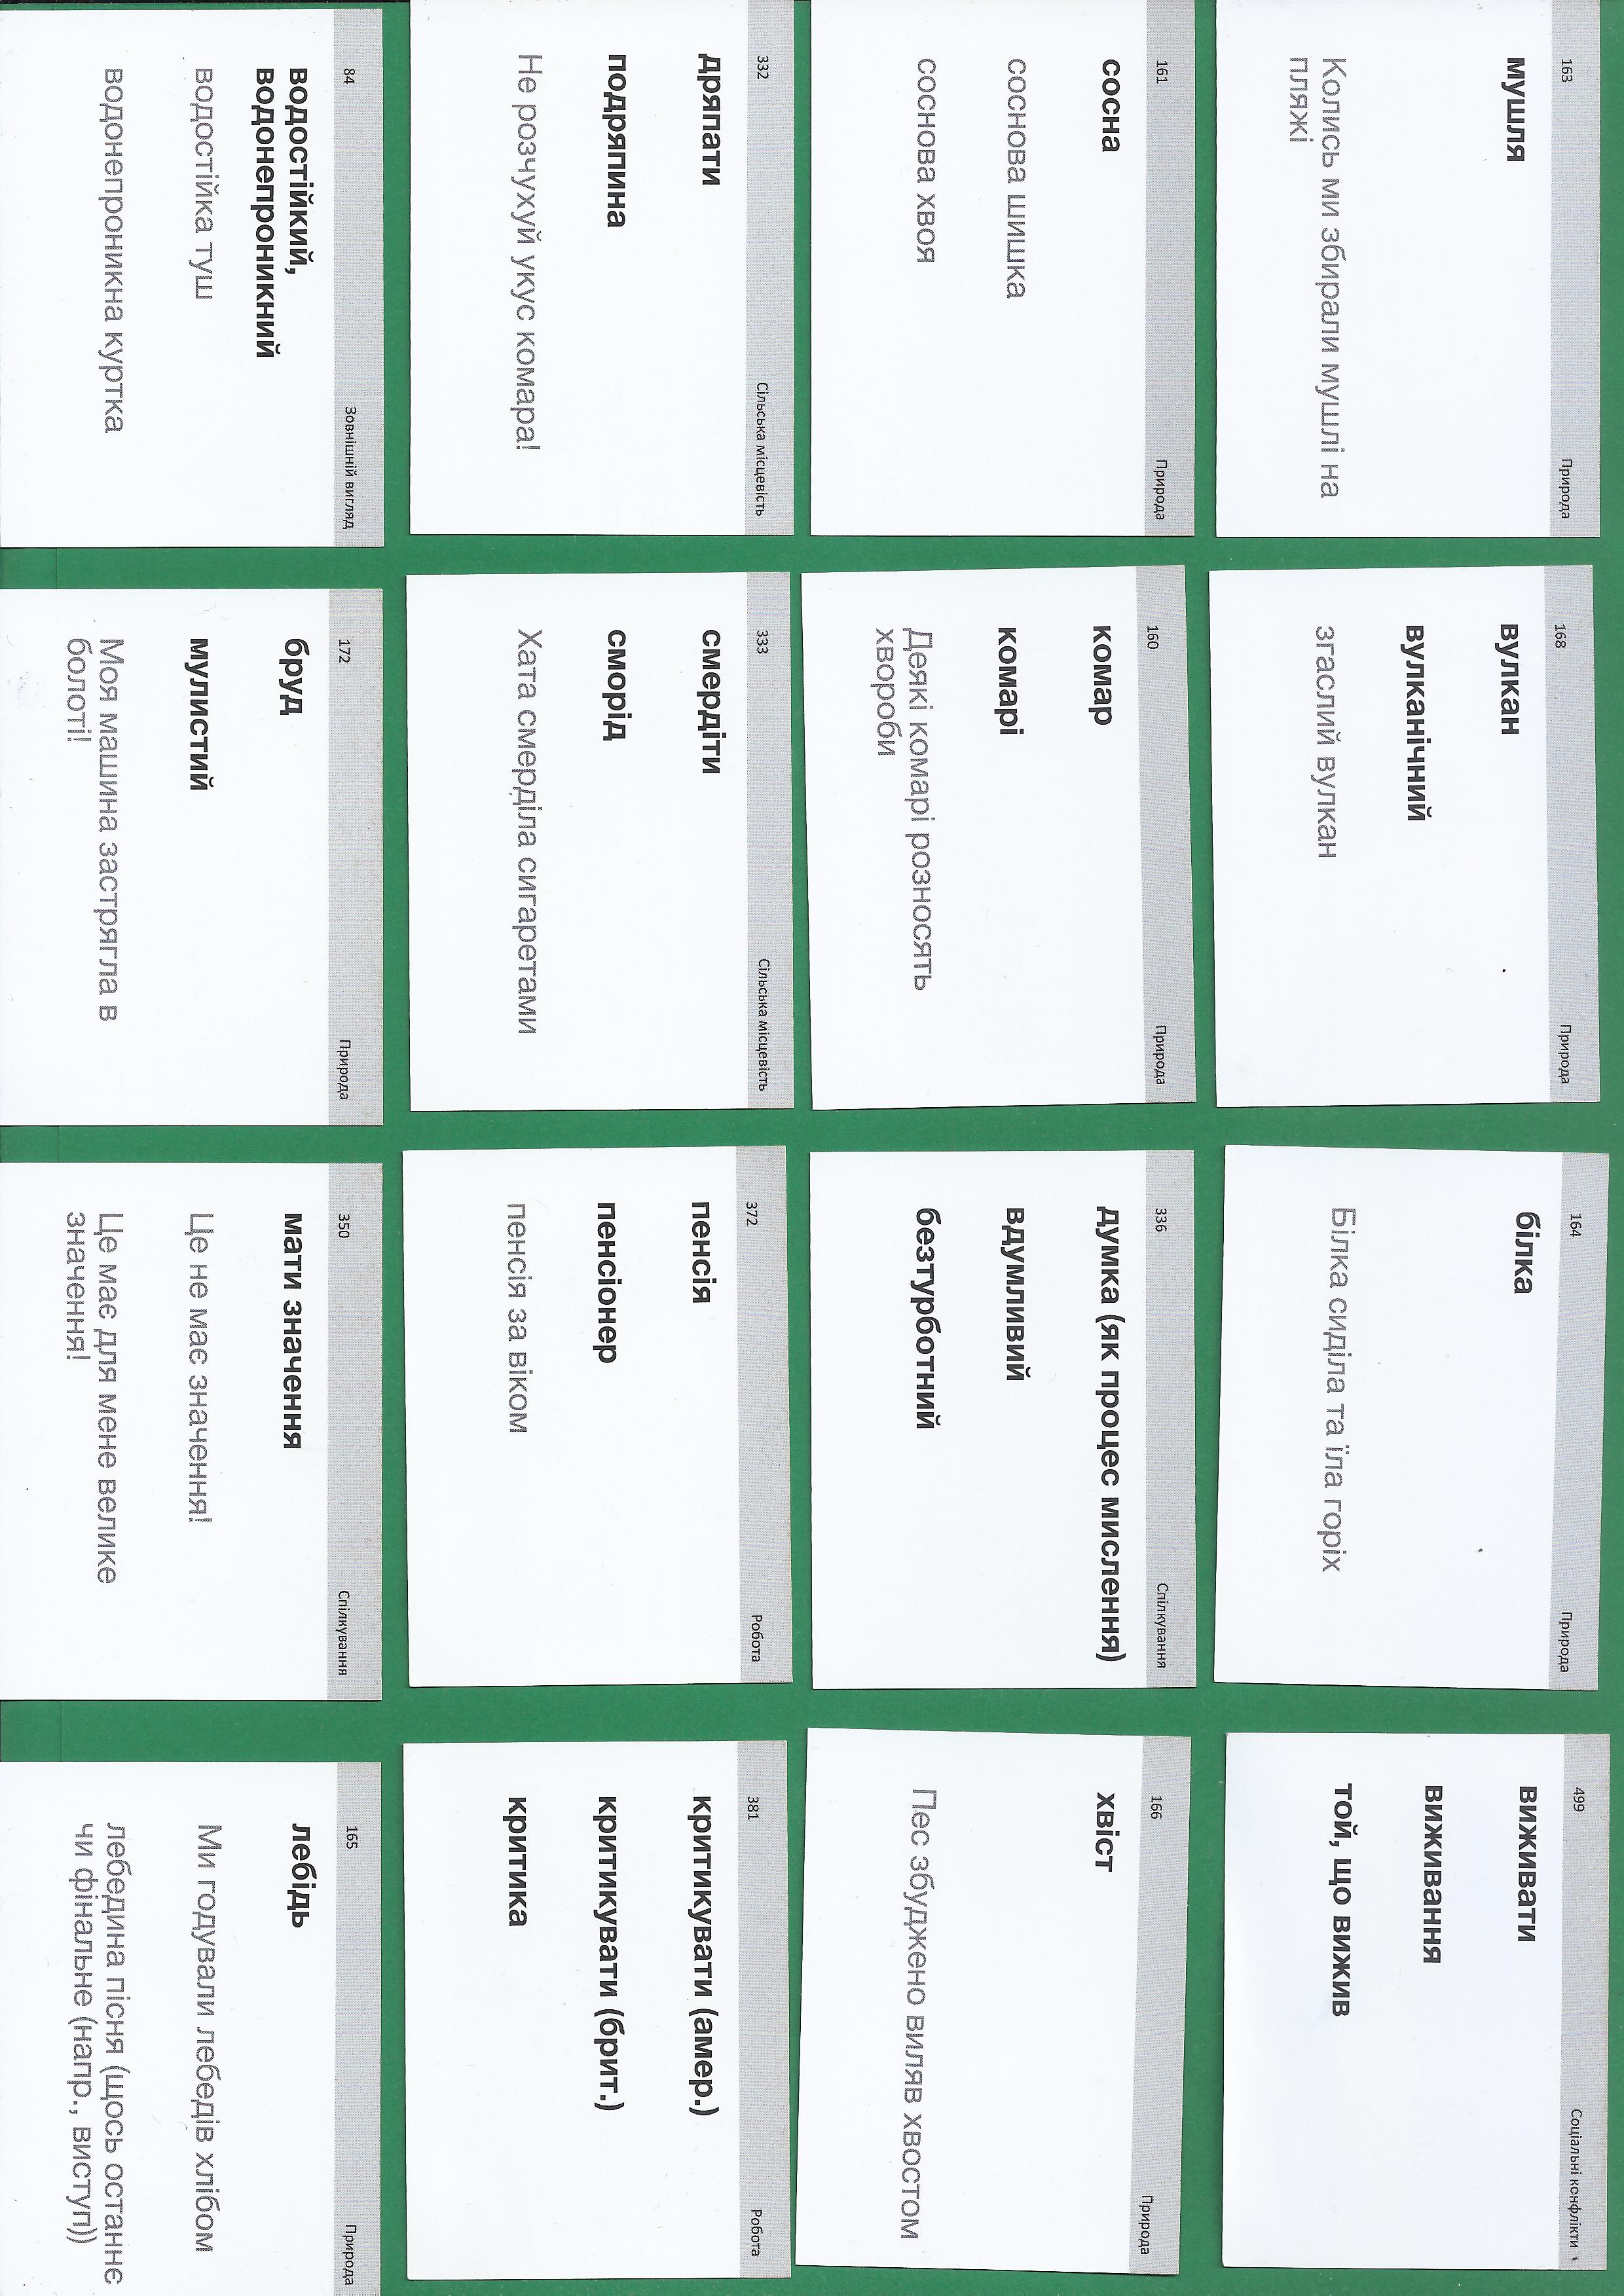 163 Природа
мушля
Колись ми збирали мушлі на
пляжі
168 Природа
вулкан
вулканічний
згаслий вулкан
164 Природа
білка
Білка сиділа та їла горіх
499 Соціальні конфлікти
виживати
виживання
той, що вижив
161 Природа
сосна
соснова шишка
соснова хвоя
160 Природа
комар
комарі
Деякі комарі розносять
хвороби
336 Спілкування
думка (як процес мислення)
вдумливий
безтурботний
166 Природа
хвіст
Пес збуджено виляв хвостом
332 Сільська місцевість
дряпати
подряпина
Не розчухуй укус комара!
333 Сільська місцевість
смердіти
сморід
Хата смерділа сигаретами
372 Робота
пенсія
пенсіонер
пенсія за віком
381 Робота
критикувати (амер.)
критикувати (брит.)
критика
84 Зовнішній вигляд
водостійкий,
водонепроникний
водостійка туш
водонепроникна куртка
172 Природа
бруд
мулистий
Моя машина застрягла в
болоті!
350 Спілкування
мати значення
Це не має значення!
Це має для мене велике
значення!
165 Природа
лебідь
Ми годували лебедів хлібом
лебедина пісня (щось останнє
чи фінальне (напр., виступ))